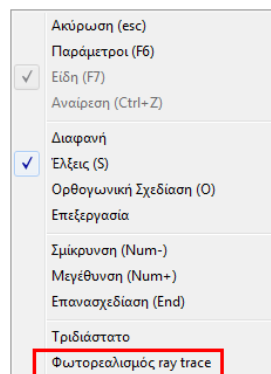 Ακύρωση (esc)
Παράμετροι (F6)
Είδη (F7)
Αναίρεση (Ctrl+Z)
Διαφανή
Έλξεις (S)
Ορθογωνική Σχεδίαση (O)
Επεξεργασία
Σμίκρυνση (Num-)
Μεγέθυνση (Num+)
Επανασχεδίαση (End)
Τριδιάστατο
Φωτορεαλισμός ray trace